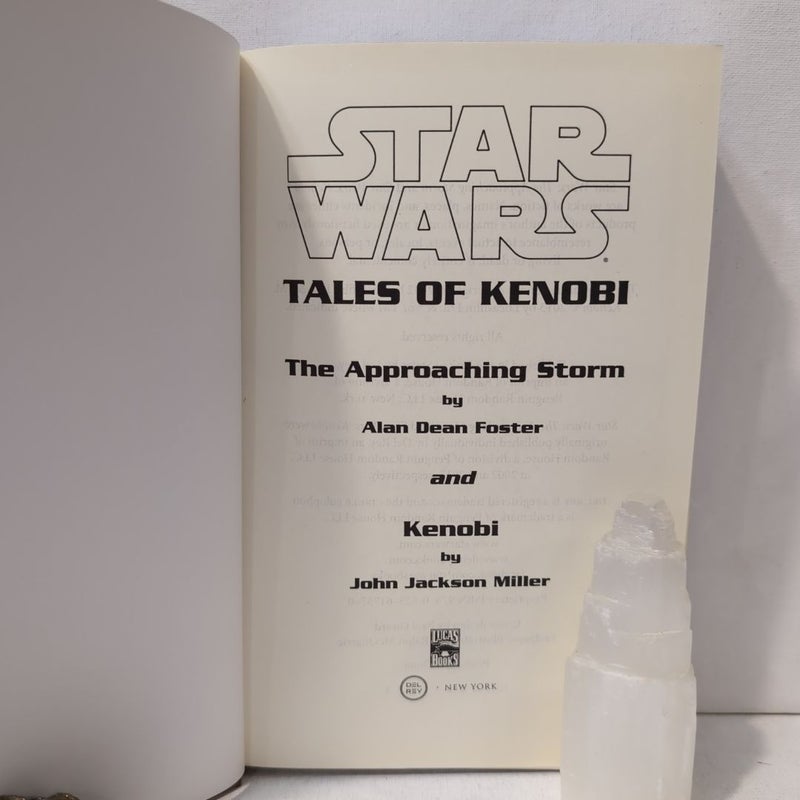 STAR
WARS
TALES OF KENOBI
The Approaching Storm
by
Alan Dean Foster
and
Kenobi
by
John Jackson Miller
LUCAS
BOOKS
DEL
REY
· NEW YORK